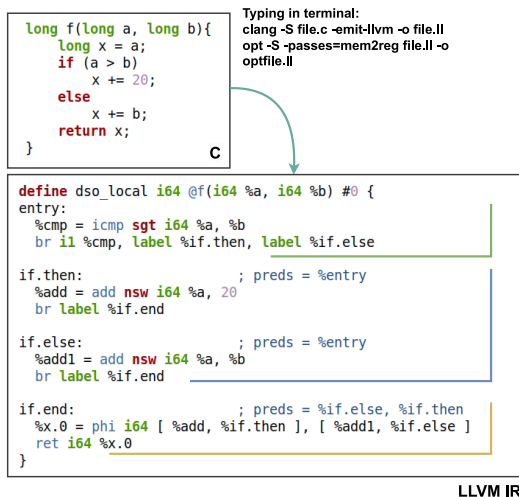 long f(long a, long b){
    long x = a;
    if (a > b)
        x += 20;
    else
        x += b;
    return x;
}
C
Typing in terminal:
clang -S file.c -emit-llvm -o file.ll
opt -S -passes=mem2reg file.ll -o
optfile.ll
define dso_local i64 @f(i64 %a, i64 %b) #0 {
entry:
  %cmp = icmp sgt i64 %a, %b
  br i1 %cmp, label %if.then, label %if.else
if.then:                    ; preds = %entry
  %add = add nsw i64 %a, 20
  br label %if.end
if.else:                    ; preds = %entry
  %add1 = add nsw i64 %a, %b
  br label %if.end
if.end:                     ; preds = %if.else, %if.then
  %x.0 = phi i64 [ %add, %if.then ], [ %add1, %if.else ]
  ret i64 %x.0
}
LLVM IR